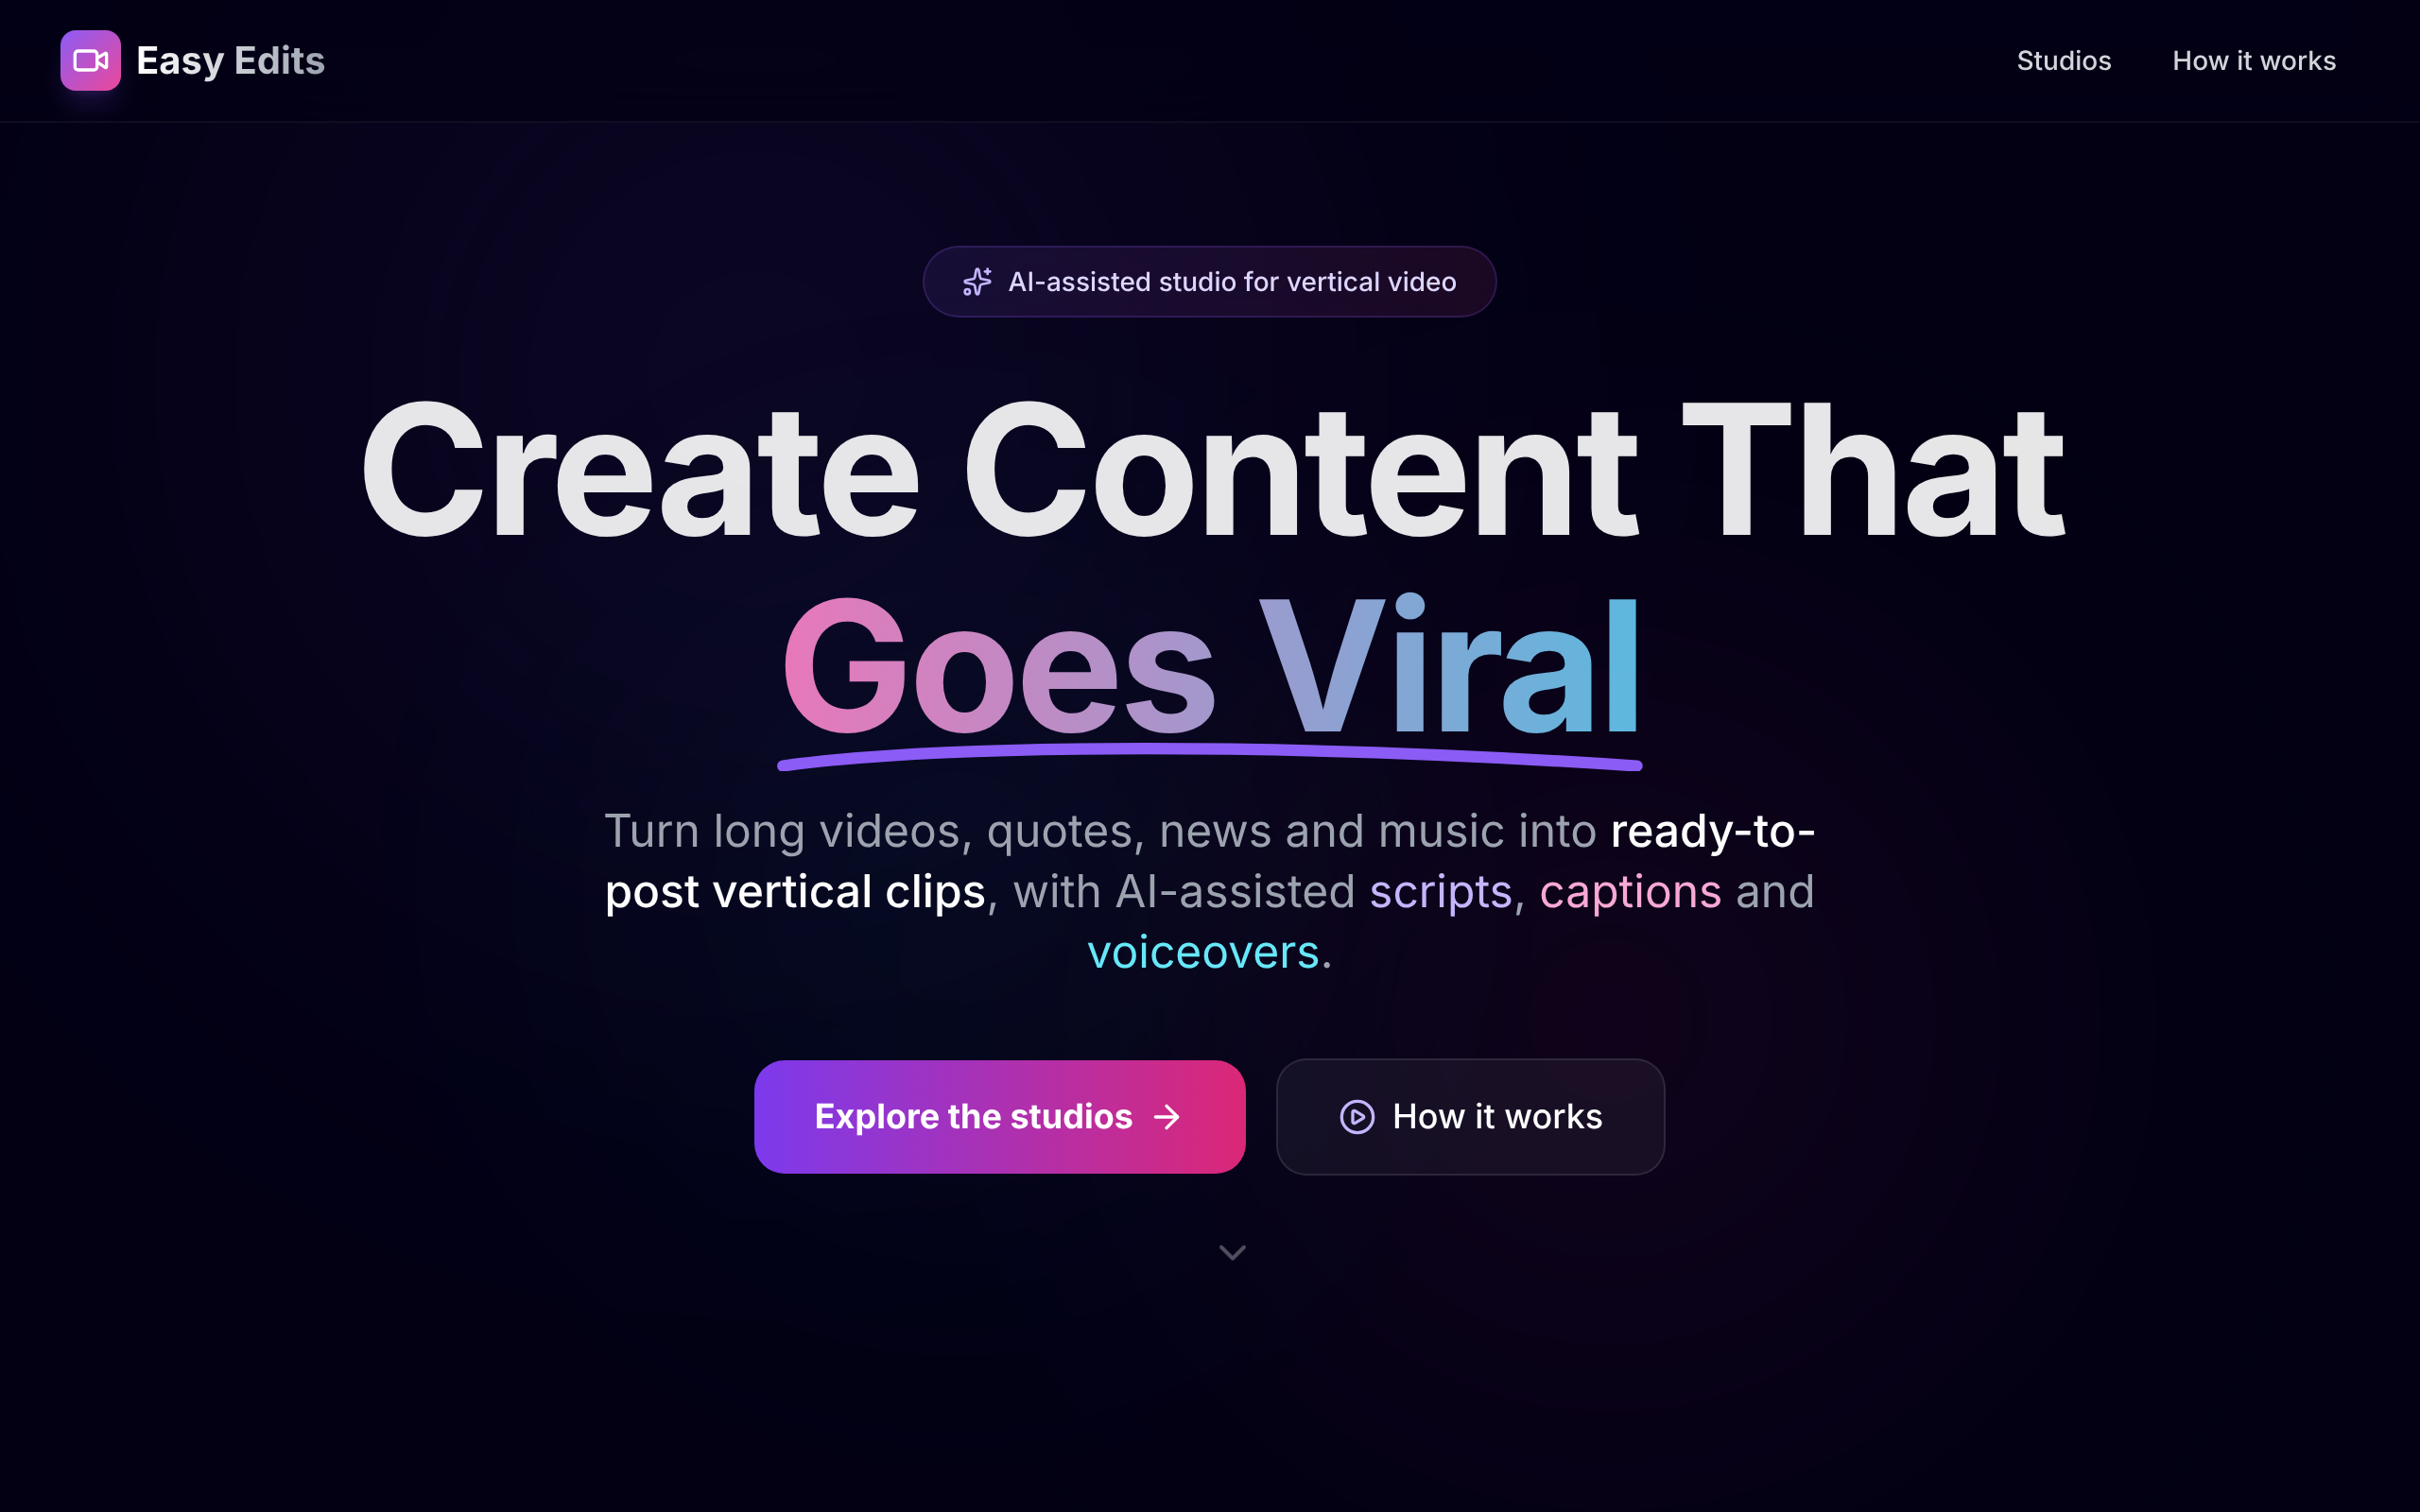 Easy Edits
Studios
How it works
AI-assisted studio for vertical video
Create Content That
Goes Viral
Turn long videos, quotes, news and music into ready-to-
post vertical clips, with AI-assisted scripts, captions and
voiceovers.
Explore the studios
How it works